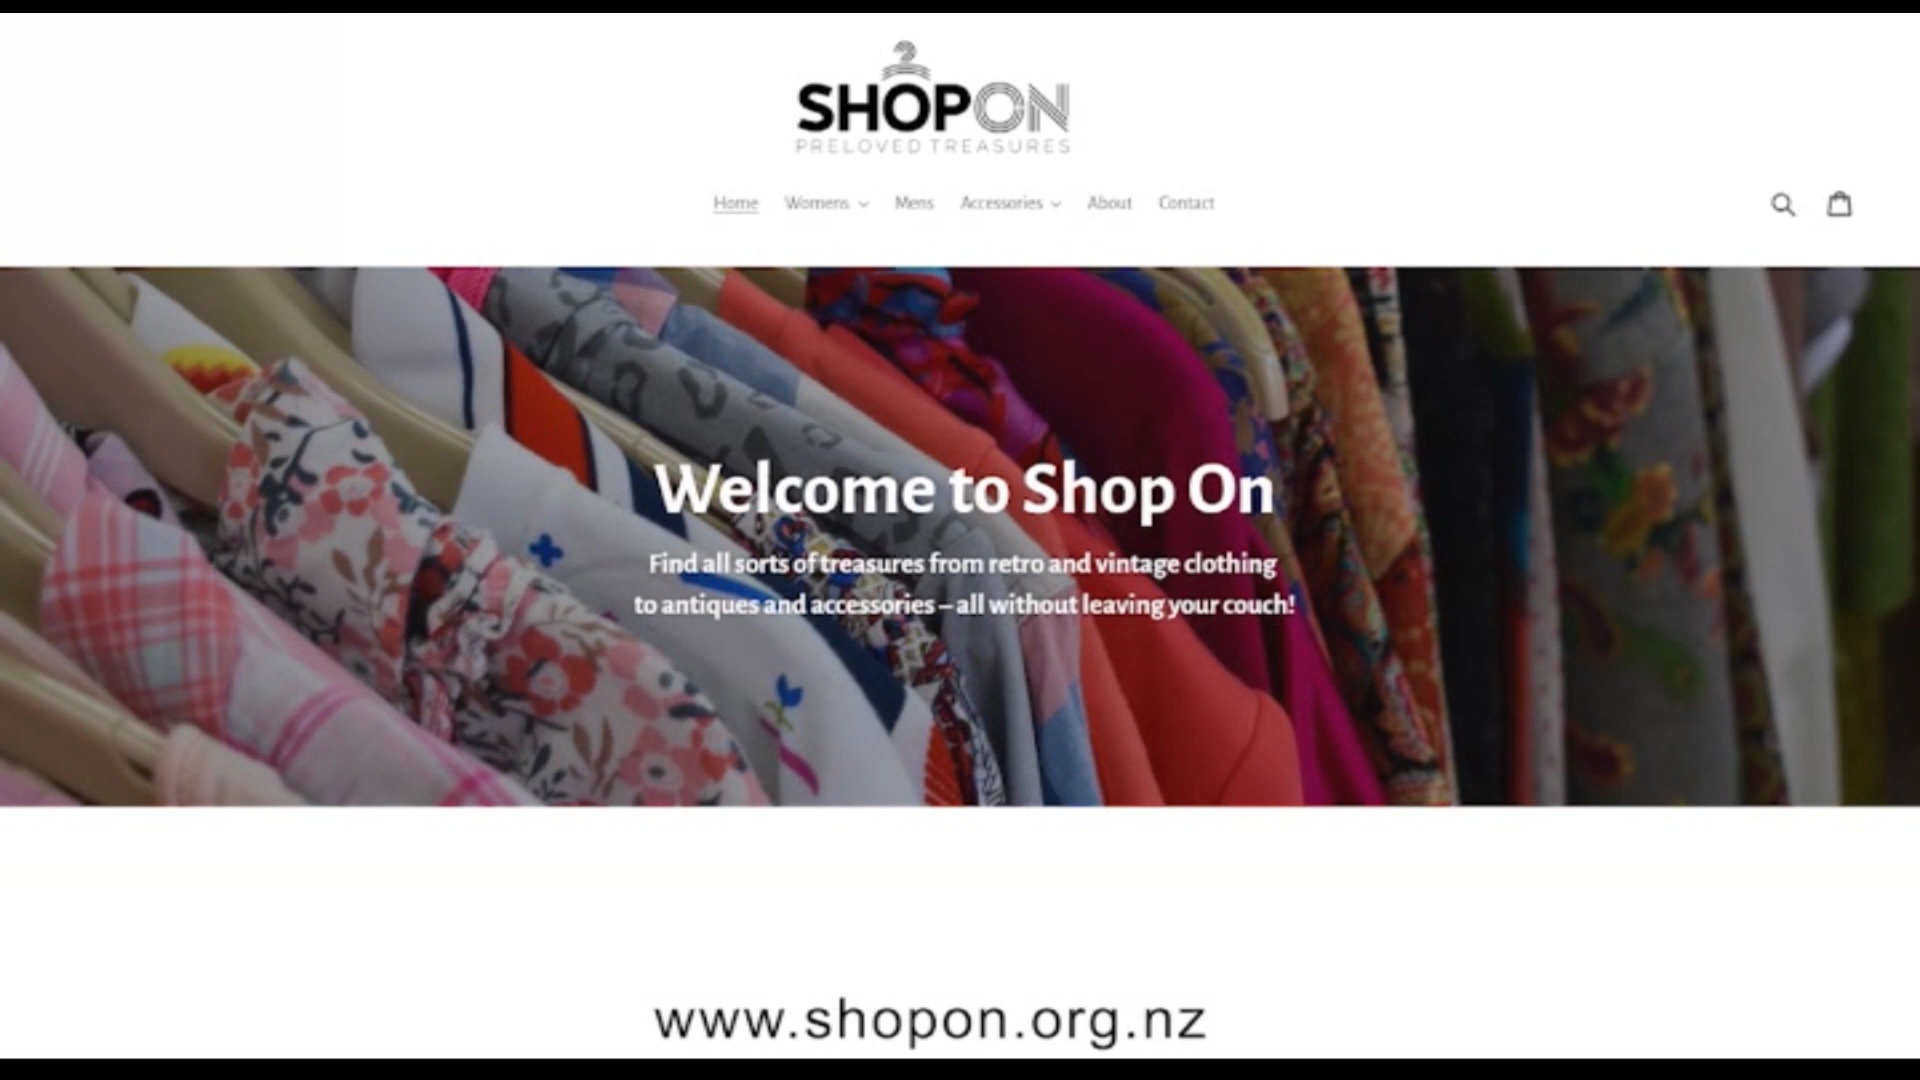 SHOPON
PRELOVED TREASURES
Home Womens Mens Accessories About Contact
Welcome to Shop On
Find all sorts of treasures from retro and vintage clothing
to antiques and accessories – all without leaving your couch!
www.shopon.org.nz